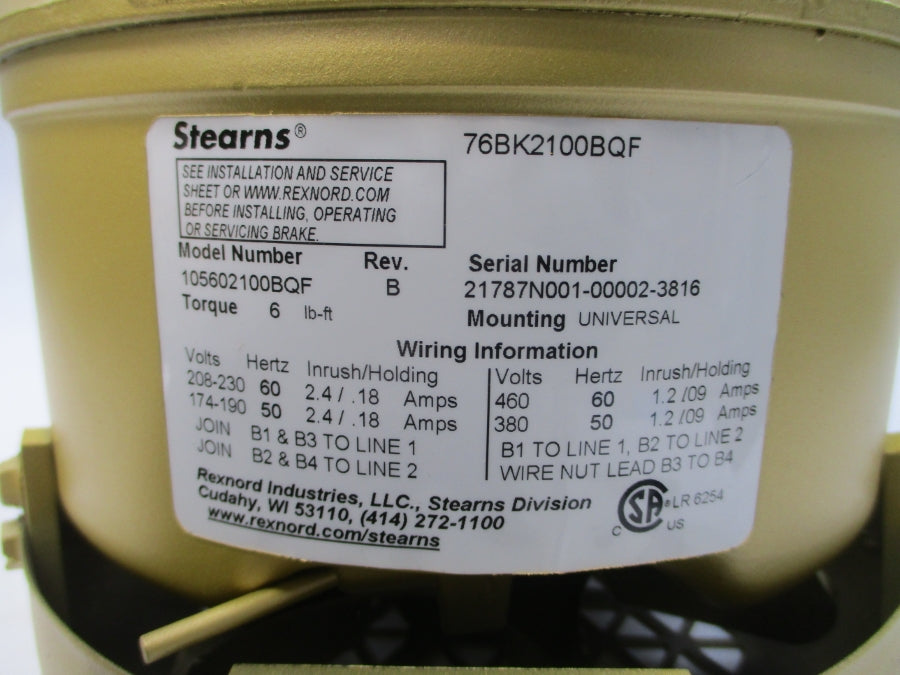 Stearns®
76BK2100BQF
SEE INSTALLATION AND SERVICE
SHEET OR WWW.REXNORD.COM
BEFORE INSTALLING, OPERATING
OR SERVICING BRAKE.
Model Number Rev. Serial Number
105602100BQF B 21787N001-00002-3816
Torque 6 lb-ft Mounting UNIVERSAL
Wiring Information
Volts Hertz Inrush/Holding
208-230 60 2.4 / .18 Amps
174-190 50 2.4 / .18 Amps
JOIN B1 & B3 TO LINE 1
JOIN B2 & B4 TO LINE 2
Volts Hertz Inrush/Holding
460 60 1.2 /09 Amps
380 50 1.2 /09 Amps
B1 TO LINE 1, B2 TO LINE 2
WIRE NUT LEAD B3 TO B4
Rexnord Industries, LLC., Stearns Division
Cudahy, WI 53110, (414) 272-1100
www.rexnord.com/stearns
C SA ® US LR 6254